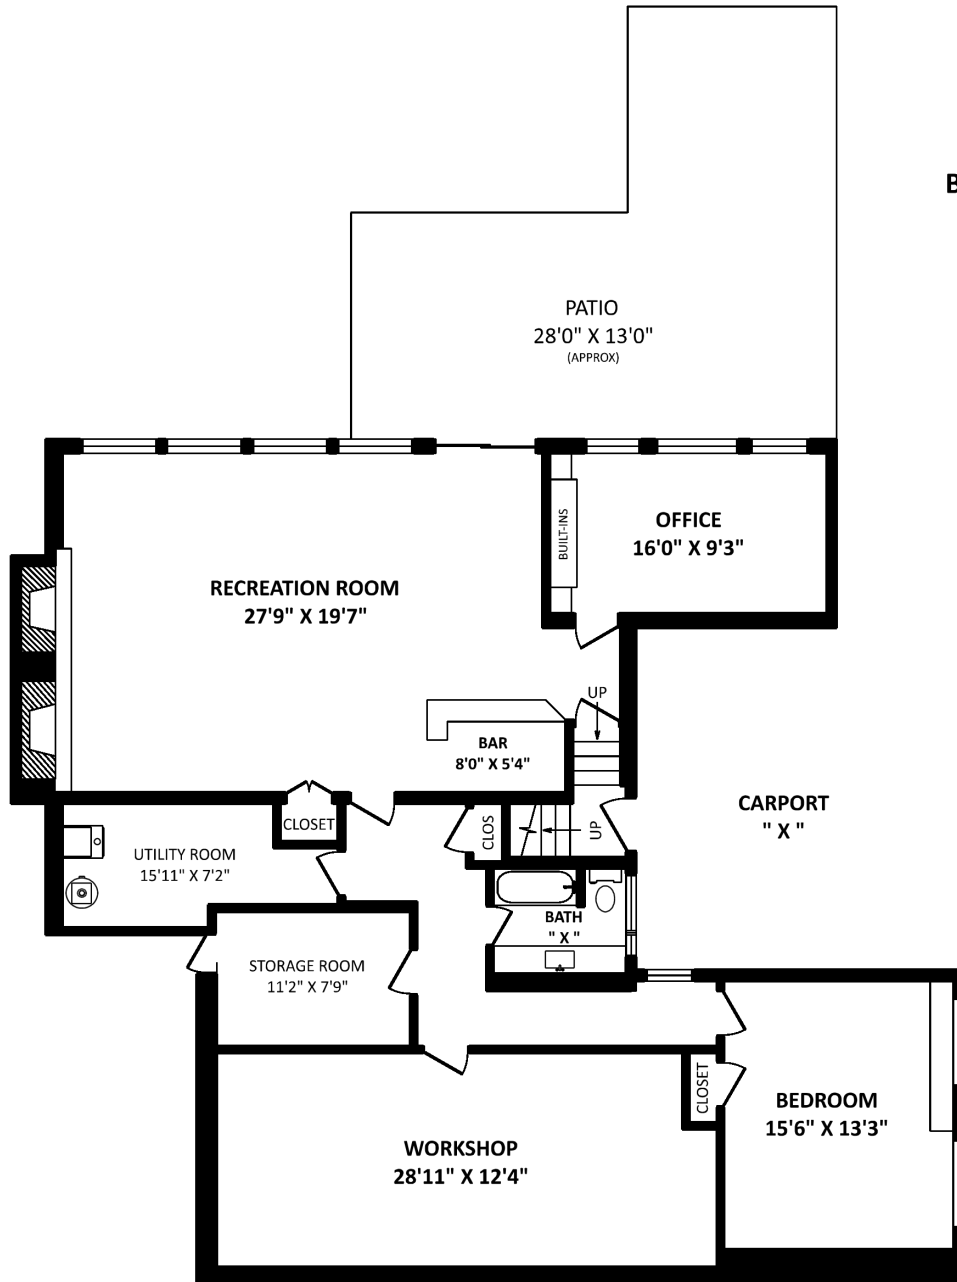 B
PATIO
28'0" X 13'0"
(APPROX)
BUILT-INS
OFFICE
16'0" X 9'3"
RECREATION ROOM
27'9" X 19'7"
UP
BAR
8'0" X 5'4"
CARPORT
" X "
CLOSET
CLOS
UP
UTILITY ROOM
15'11" X 7'2"
BATH
" X "
STORAGE ROOM
11'2" X 7'9"
CLOSET
BEDROOM
15'6" X 13'3"
WORKSHOP
28'11" X 12'4"